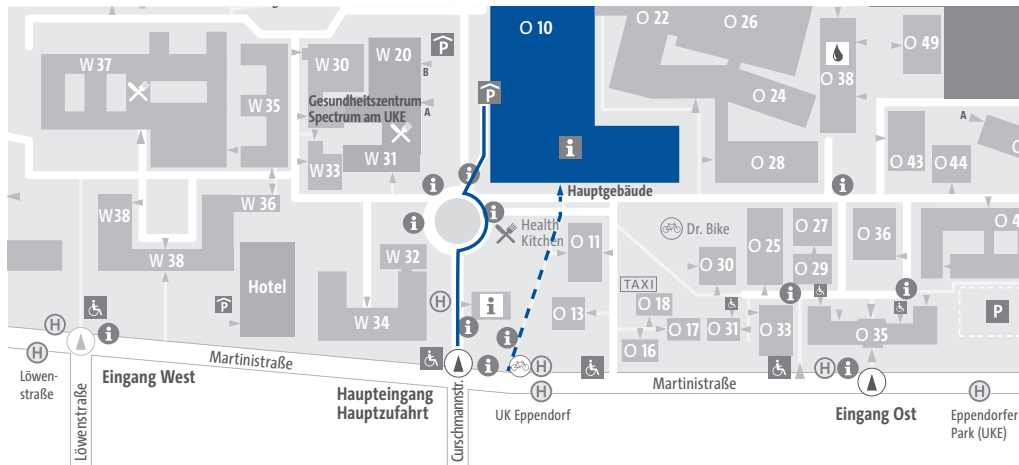 O 10
O 22
O 26
O 49
W 37
W 30
W 20
P
B
O 38
P
O 24
W 35
Gesundheitszentrum
Spectrum am UKE
A
A
O 43
O 44
W 33
W 31
i
O 28
i
i
i
Hauptgebäude
W 36
W38
i
i
Health
Kitchen
O 11
Dr. Bike
O 27
O 25
O 36
O 4
W 38
W 32
O 30
O 29
Hotel
TAXI
i
i
P
H
i
O 18
P
W 34
O 13
O 17
O 31
O 33
O 35
H
i
i
i
O 16
H
Martinistraße
i
H
H
i
Löwen-
straße
Eingang West
Martinistraße
H
H
Haupteingang
Hauptzufahrt
UK Eppendorf
Eingang Ost
Eppendorfer
Park (UKE)
Löwenstraße
Curschmannstr.